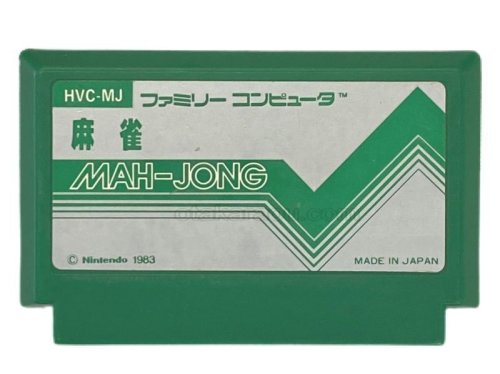 HVC-MJ ファミリー コンピュータ™
麻雀
MAH-JONG
© Nintendo 1983
MADE IN JAPAN